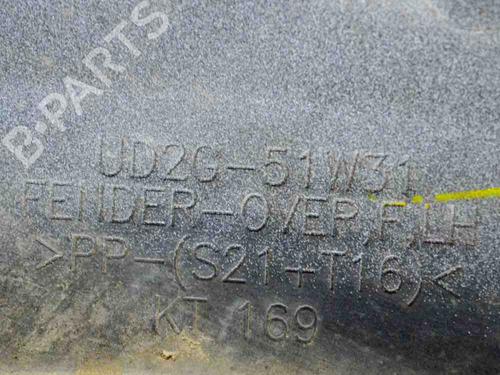 B-PARTS
UD2G-51W31
FENDER-OVER,F,LH
>PP-(S21+T16)<
KT 169